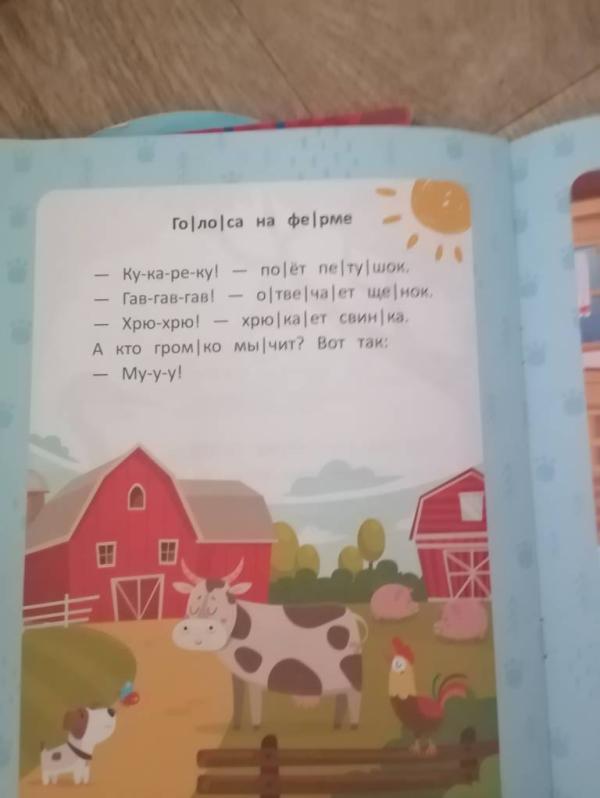 Го|ло|са на фе|рме
— Ку-ка-ре-ку! — по|ёт пе|ту|шок.
— Гав-гав-гав! — о|тве|ча|ет ще|нок.
— Хрю-хрю! — хрю|ка|ет свин|ка.
А кто гром|ко мы|чит? Вот так:
— Му-у-у!